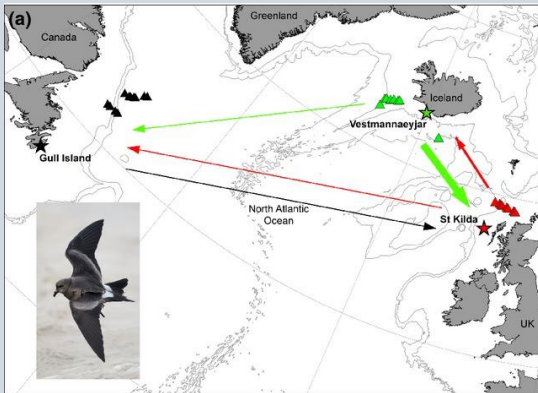 (a)
Canada
Greenland
Iceland
Vestmannaeyjar
Gull Island
North Atlantic
Ocean
St Kilda
UK